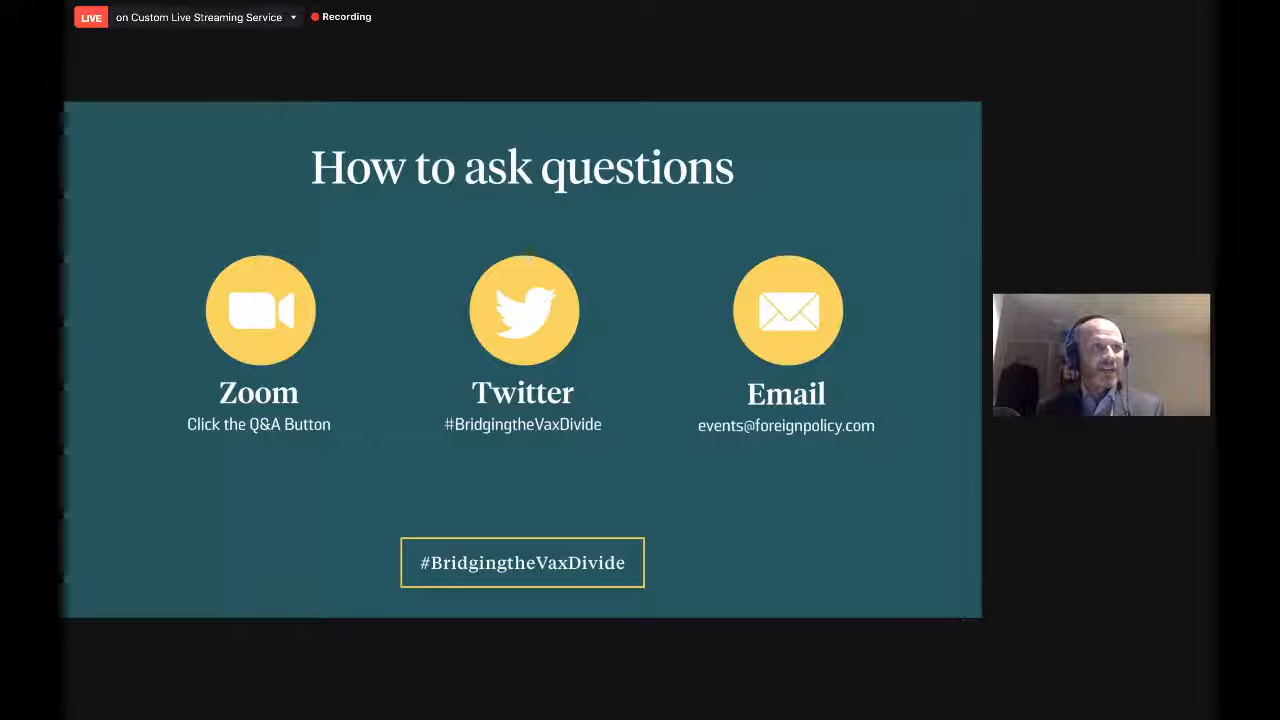 LIVE on Custom Live Streaming Service Recording
How to ask questions
Zoom
Click the Q&A Button
Twitter
#BridgingtheVaxDivide
Email
events@foreignpolicy.com
#BridgingtheVaxDivide